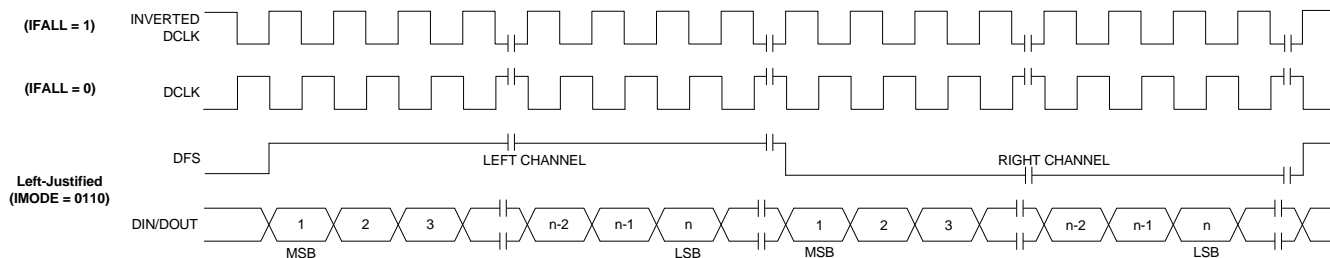 (IFALL = 1)
INVERTED
DCLK
(IFALL = 0)
DCLK
DFS
LEFT CHANNEL
RIGHT CHANNEL
Left-Justified
(IMODE = 0110)
DIN/DOUT
1 2 3 n-2 n-1 n 1 2 3 n-2 n-1 n
MSB LSB MSB LSB